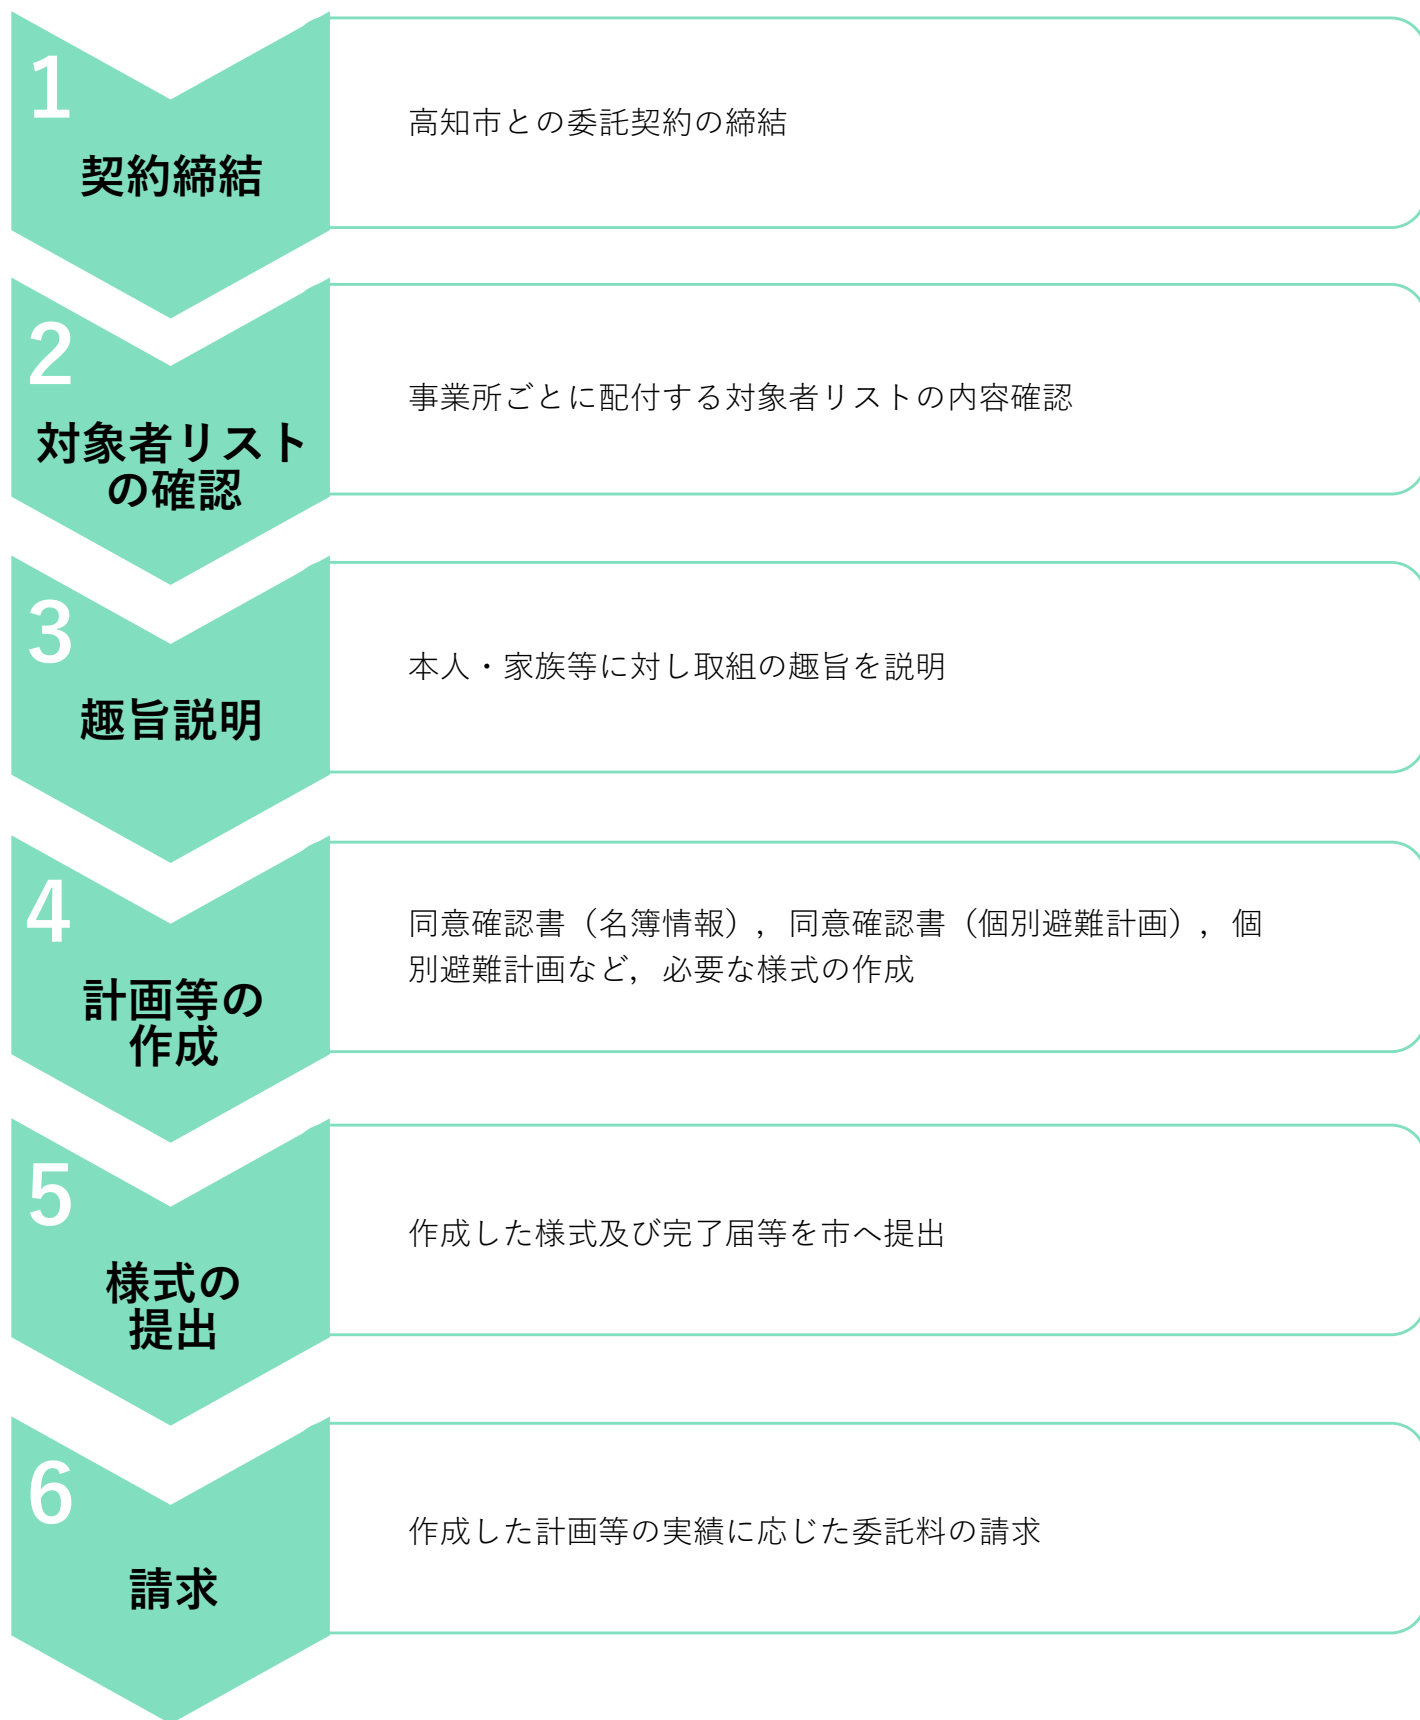 1
契約締結
高知市との委託契約の締結
2
対象者リスト
の確認
事業所ごとに配付する対象者リストの内容確認
3
趣旨説明
本人・家族等に対し取組の趣旨を説明
4
計画等の
作成
同意確認書（名簿情報），同意確認書（個別避難計画），個
別避難計画など，必要な様式の作成
5
様式の
提出
作成した様式及び完了届等を市へ提出
6
請求
作成した計画等の実績に応じた委託料の請求